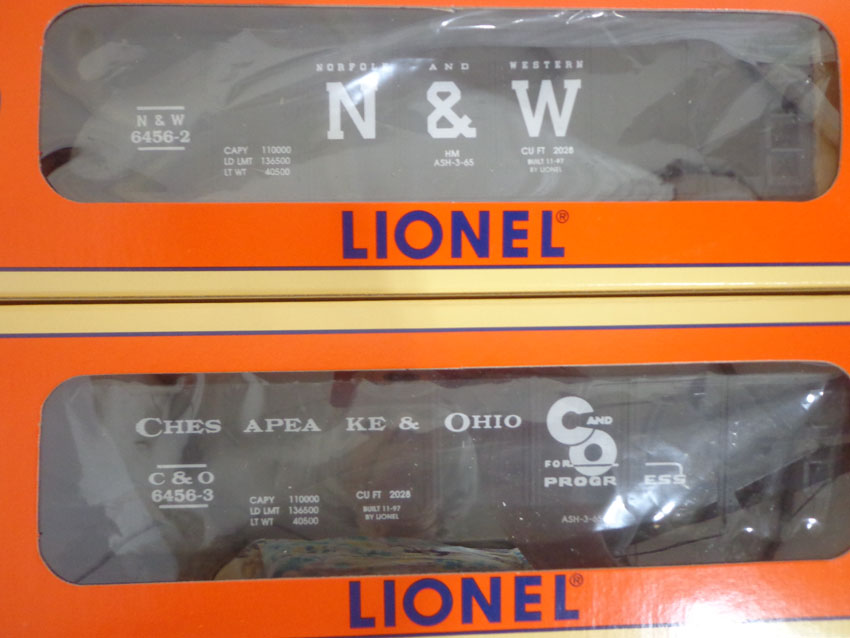 NORFOLK AND WESTERN
N & W
N & W
6456-2
CAPY 110000
LD LMT 136500
LT WT 40500
HM
ASH-3-65
CU FT 2028
BUILT 11-97
BY LIONEL
LIONEL®
CHES APEA KE & OHIO
C AND O
FOR
PROGR ESS
C & O
6456-3
CAPY 110000
LD LMT 136500
LT WT 40500
CU FT 2028
BUILT 11-97
BY LIONEL
LIONEL®